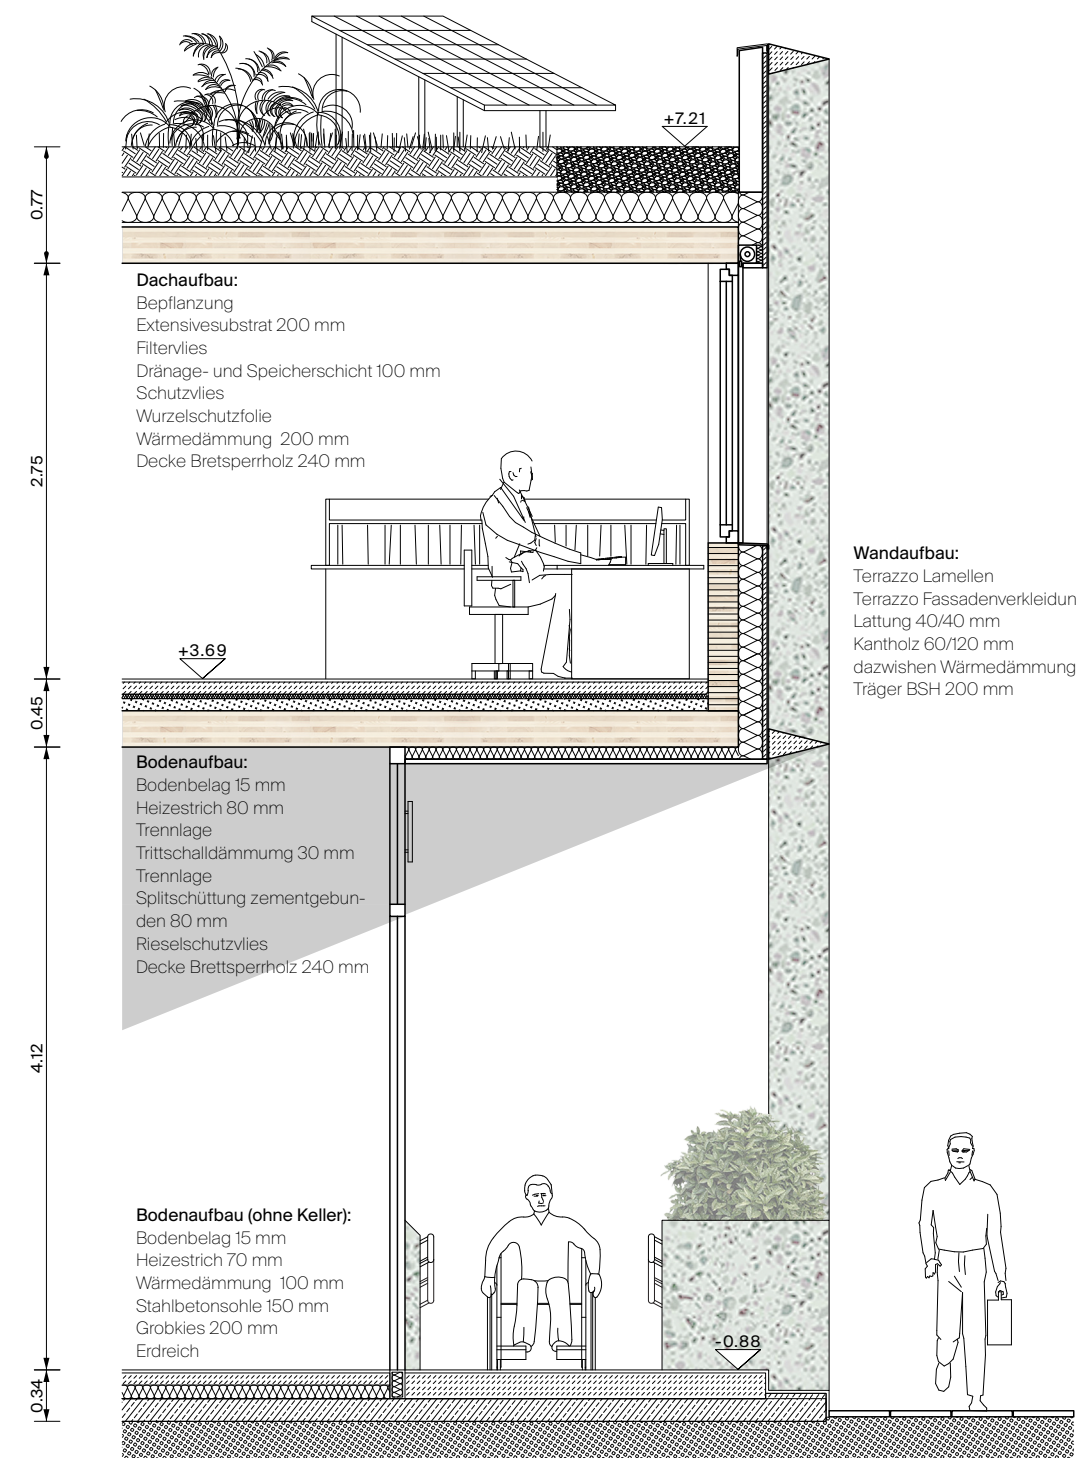 +7.21
0.77
Dachaufbau:
Bepflanzung
Extensivesubstrat 200 mm
Filtervlies
Dränage- und Speicherschicht 100 mm
Schutzvlies
Wurzelschutzfolie
Wärmedämmung 200 mm
Decke Bretsperrholz 240 mm
2.75
Wandaufbau:
Terrazzo Lamellen
Terrazzo Fassadenverkleidun
Lattung 40/40 mm
Kantholz 60/120 mm
dazwishen Wärmedämmung
Träger BSH 200 mm
+3.69
0.45
Bodenaufbau:
Bodenbelag 15 mm
Heizestrich 80 mm
Trennlage
Trittschalldämmumg 30 mm
Trennlage
Splitschüttung zementgebun-
den 80 mm
Rieselschutzvlies
Decke Brettsperrholz 240 mm
4.12
Bodenaufbau (ohne Keller):
Bodenbelag 15 mm
Heizestrich 70 mm
Wärmedämmung 100 mm
Stahlbetonsohle 150 mm
Grobkies 200 mm
Erdreich
-0.88
0.34